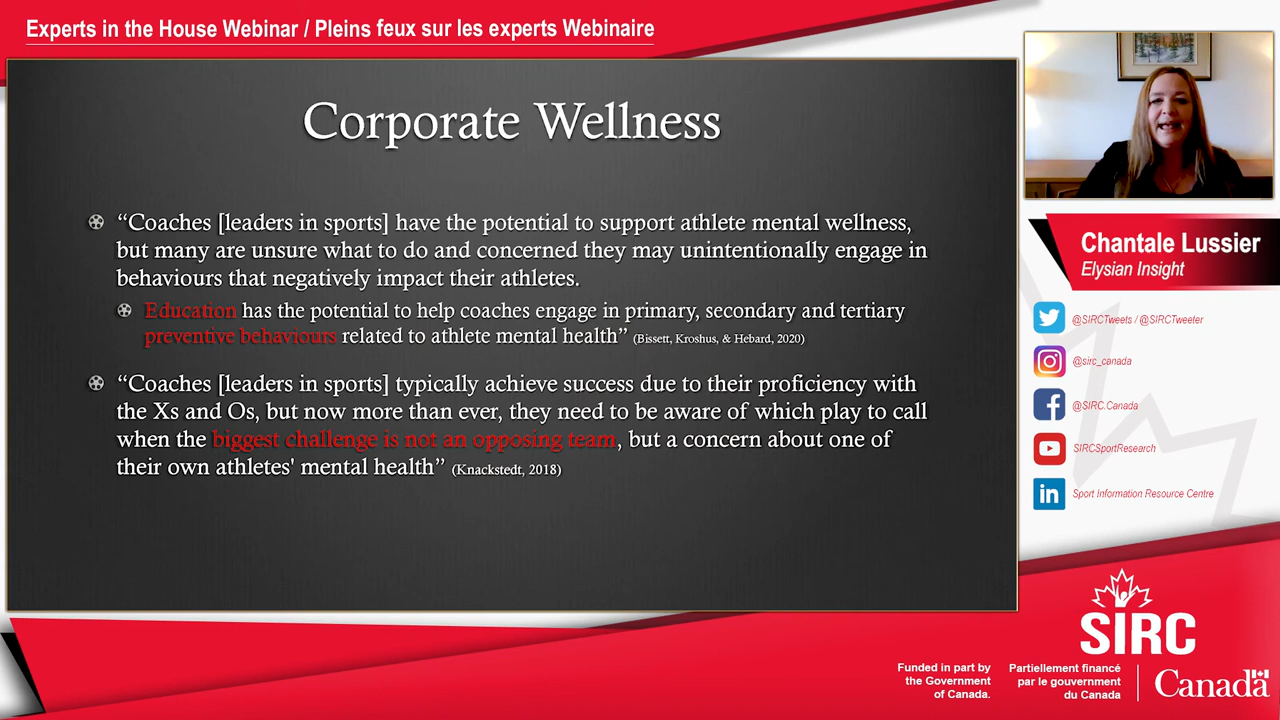 Experts in the House Webinar / Pleins feux sur les experts Webinaire
Corporate Wellness
“Coaches [leaders in sports] have the potential to support athlete mental wellness,
but many are unsure what to do and concerned they may unintentionally engage in
behaviours that negatively impact their athletes.
Education has the potential to help coaches engage in primary, secondary and tertiary
preventive behaviours related to athlete mental health” (Bissett, Kroshus, & Hebard, 2020)
“Coaches [leaders in sports] typically achieve success due to their proficiency with
the Xs and Os, but now more than ever, they need to be aware of which play to call
when the biggest challenge is not an opposing team, but a concern about one of
their own athletes' mental health” (Knackstedt, 2018)
Chantale Lussier
Elysian Insight
@SIRCTweets / @SIRCTweeter
@sirc_canada
@SIRC.Canada
SIRCSportResearch
in
Sport Information Resource Centre
SIRC
Funded in part by
the Government
of Canada.
Partiellement financé
par le gouvernment
du Canada
Canada